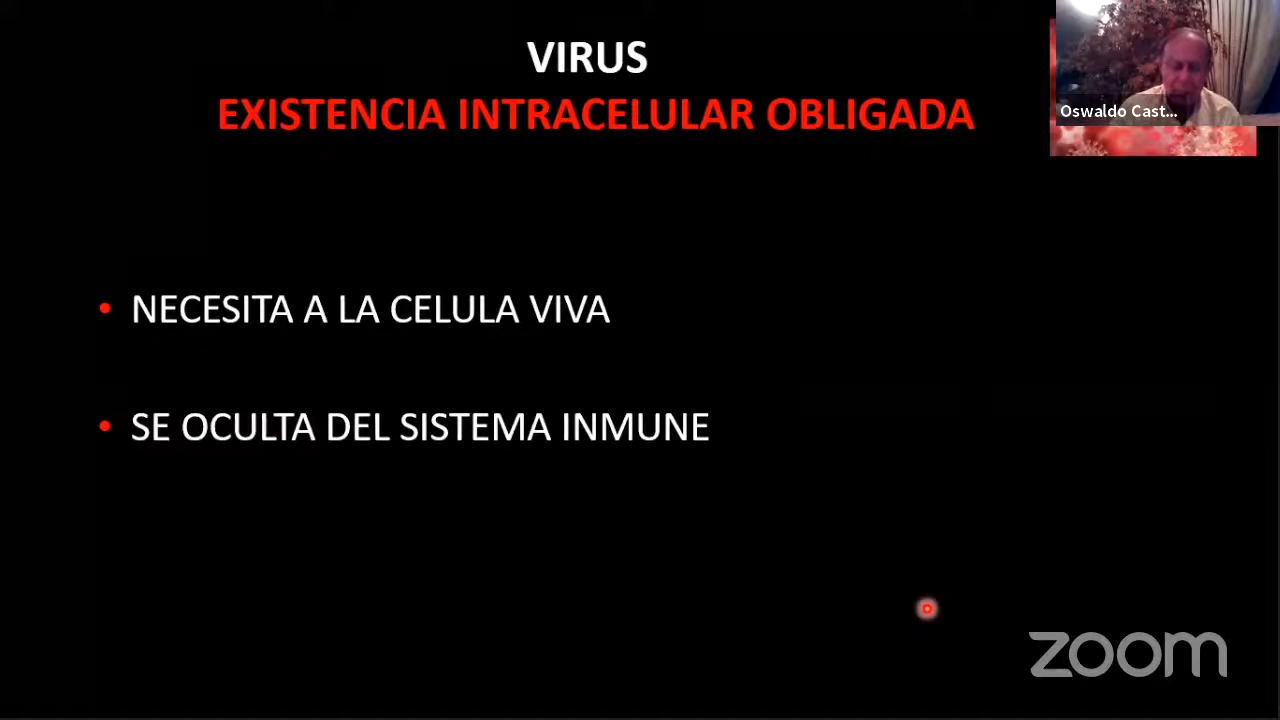 VIRUS
EXISTENCIA INTRACELULAR OBLIGADA
Oswaldo Cast...
• NECESITA A LA CELULA VIVA
• SE OCULTA DEL SISTEMA INMUNE
zoom